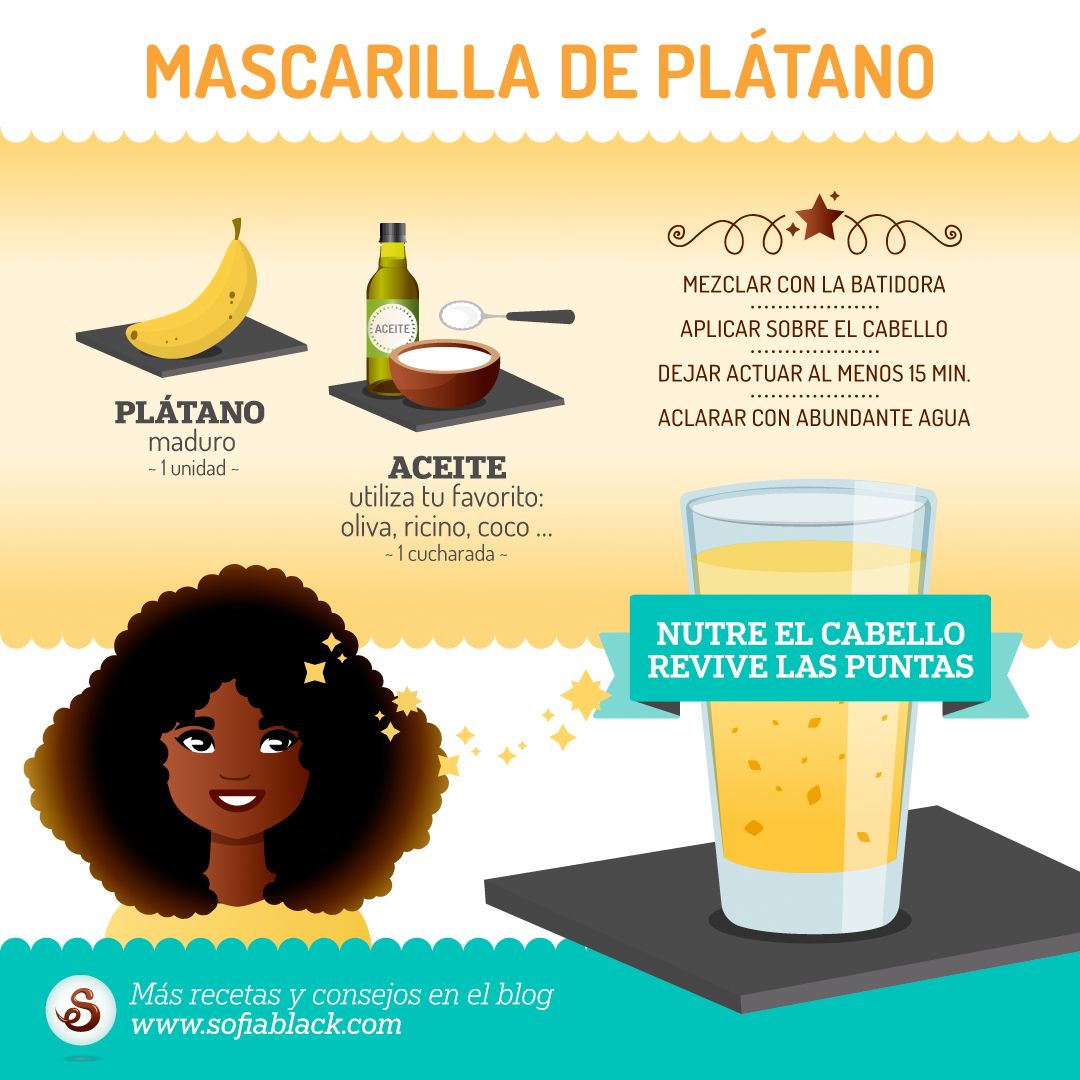 MASCARILLA DE PLÁTANO
PLÁTANO
maduro
~ 1 unidad ~
ACEITE
ACEITE
utiliza tu favorito:
oliva, ricino, coco ...
~ 1 cucharada ~
MEZCLAR CON LA BATIDORA
APLICAR SOBRE EL CABELLO
DEJAR ACTUAR AL MENOS 15 MIN.
ACLARAR CON ABUNDANTE AGUA
NUTRE EL CABELLO
REVIVE LAS PUNTAS
S
Más recetas y consejos en el blog
www.sofiablack.com